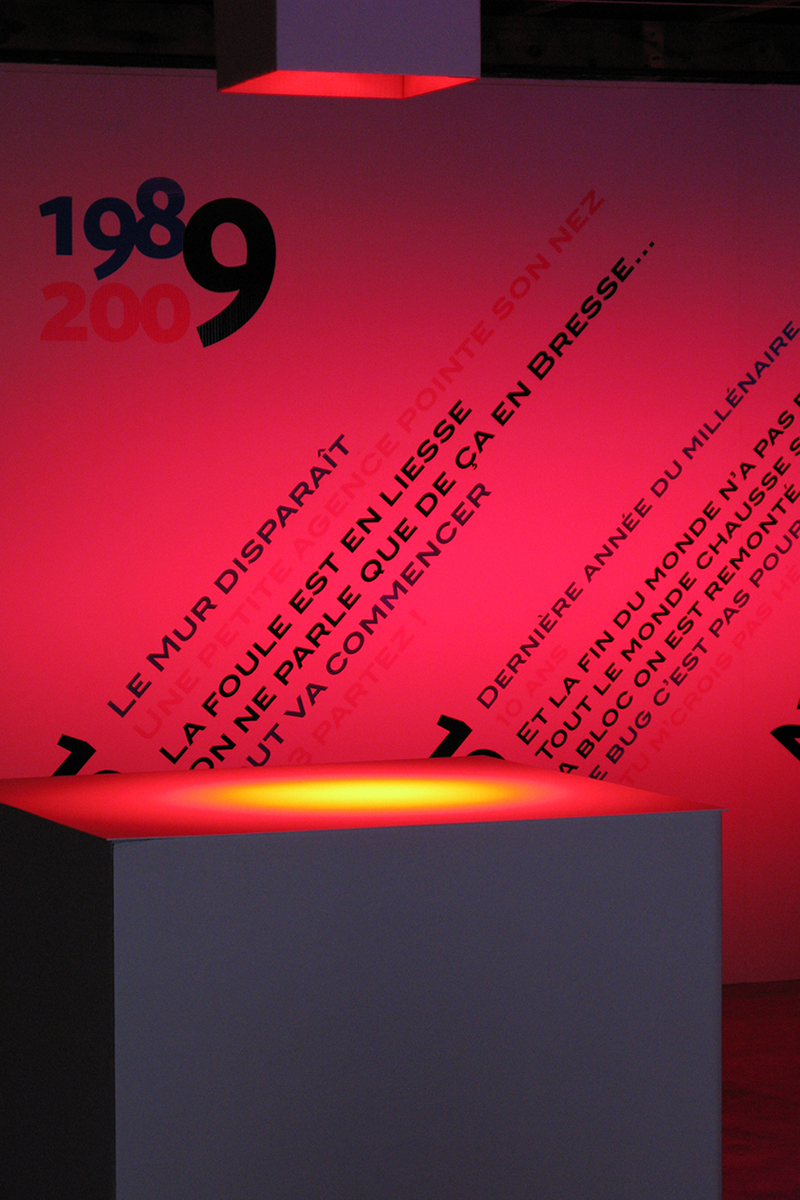 1989
2009
LE MUR DISPARAÎT
UNE PETITE AGENCE POINTE SON NEZ
LA FOULE EST EN LIESSE
ON NE PARLE QUE DE ÇA EN BRESSE...
VA COMMENCER
3 PARTEZ !
DERNIÈRE ANNÉE DU MILLÉNAIRE
10 ANS
ET LA FIN DU MONDE N'A PAS
TOUT LE MONDE CHAUSSE
BLOC ON EST REMONTÉ
BUG C'EST PAS POUR
TU M'CROIS PAS